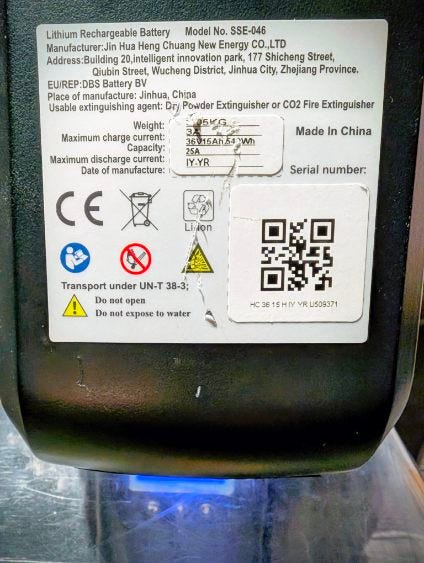 Lithium Rechargeable Battery Model No. SSE-046
Manufacturer:Jin Hua Heng Chuang New Energy CO.,LTD
Address:Building 20,intelligent innovation park, 177 Shicheng Street,
Qiubin Street, Wucheng District, Jinhua City, Zhejiang Province.
EU/REP:DBS Battery BV
Place of manufacture: Jinhua, China
Usable extinguishing agent: Dry Powder Extinguisher or CO2 Fire Extinguisher
Weight:
Maximum charge current: 3A
Capacity: 36V15Ah
Maximum discharge current: 25A
Date of manufacture: IY-YR
Made In China
Serial number:
CE
Li-ion
Transport under UN-T 38-3;
Do not open
Do not expose to water
HC 36 15 H IY YR U509371